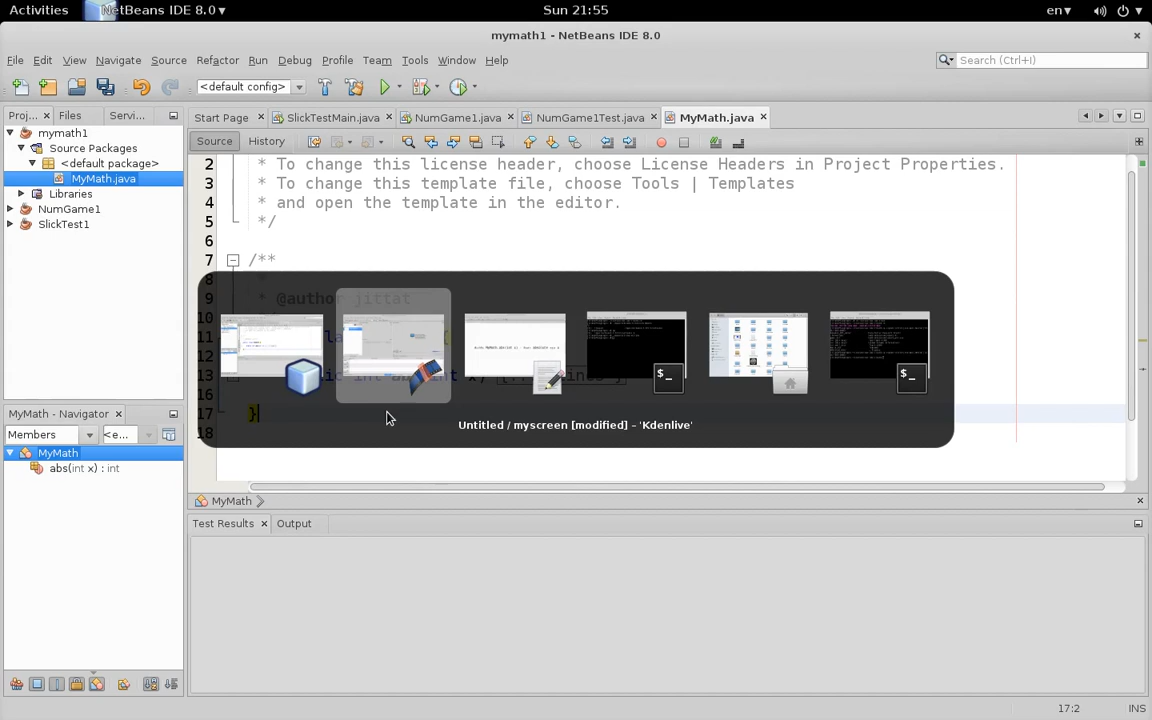 Activities NetBeans IDE 8.0 Sun 21:55 en
mymath1 - NetBeans IDE 8.0
File Edit View Navigate Source Refactor Run Debug Profile Team Tools Window Help Search (Ctrl+I)
<default config>
Proj... Files Servi... Start Page SlickTestMain.java NumGame1.java NumGame1Test.java MyMath.java
mymath1
Source Packages
<default package>
MyMath.java
Libraries
NumGame1
SlickTest1
Source History
2 * To change this license header, choose License Headers in Project Properties.
3 * To change this template file, choose Tools | Templates
4 * and open the template in the editor.
5 */
6
7 /**
8
9 * @author jittat
10
11
12
13
16
17 }
18
Untitled / myscreen [modified] – 'Kdenlive'
MyMath - Navigator
Members <e...
MyMath
abs(int x) : int
MyMath
Test Results Output
17:2 INS